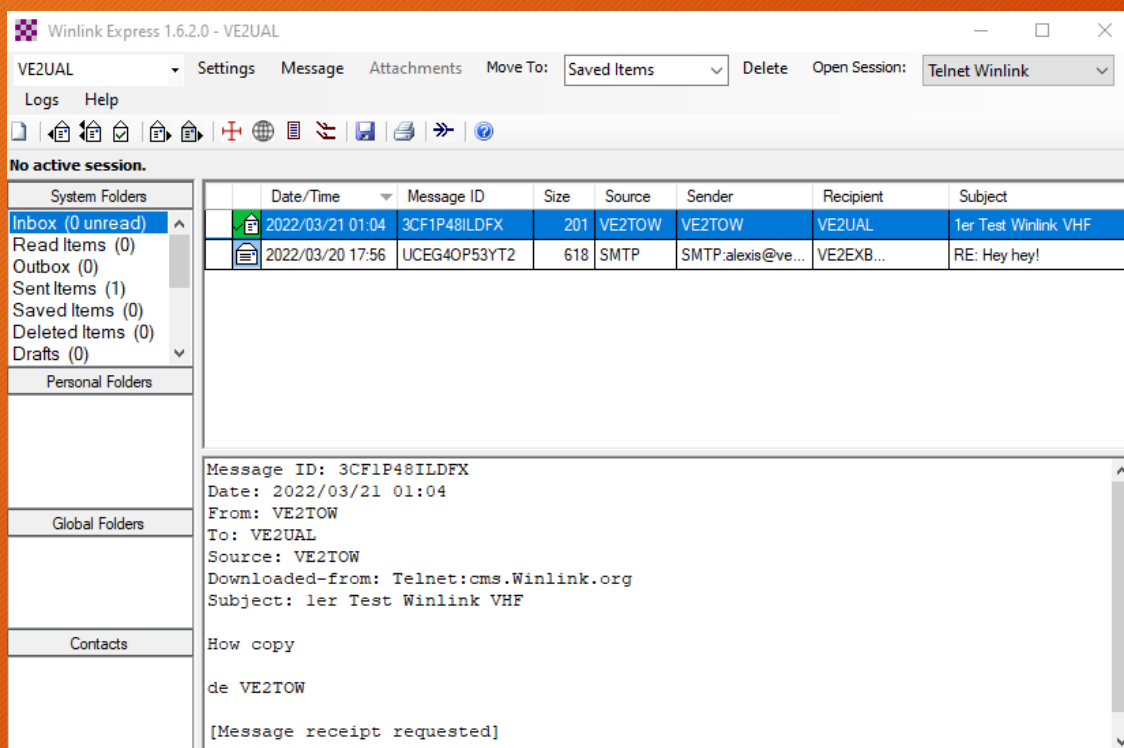 Winlink Express 1.6.2.0 - VE2UAL
VE2UAL Settings Message Attachments Move To: Saved Items Delete Open Session: Telnet Winlink
Logs Help
No active session.
System Folders
Inbox (0 unread)
Read Items (0)
Outbox (0)
Sent Items (1)
Saved Items (0)
Deleted Items (0)
Drafts (0)
Personal Folders
Global Folders
Contacts
Date/Time Message ID Size Source Sender Recipient Subject
2022/03/21 01:04 3CF1P48ILDFX 201 VE2TOW VE2TOW VE2UAL 1er Test Winlink VHF
2022/03/20 17:56 UCEG4OP53YT2 618 SMTP SMTP:alexis@ve... VE2EXB... RE: Hey hey!
Message ID: 3CF1P48ILDFX
Date: 2022/03/21 01:04
From: VE2TOW
To: VE2UAL
Source: VE2TOW
Downloaded-from: Telnet:cms.Winlink.org
Subject: 1er Test Winlink VHF
How copy
de VE2TOW
[Message receipt requested]